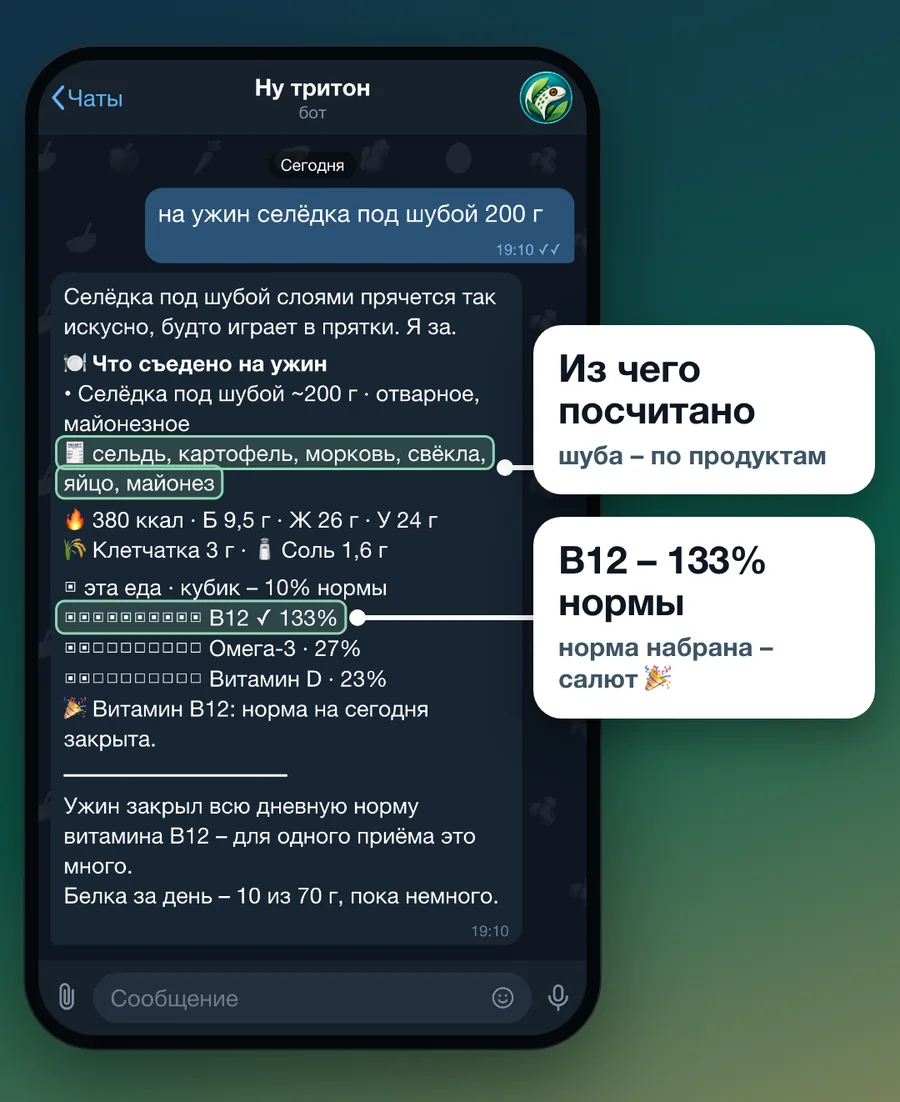 Чаты
Ну тритон
бот
Сегодня
на ужин селёдка под шубой 200 г
19:10 ✓✓
Селёдка под шубой слоями прячется так
искусно, будто играет в прятки. Я за.
🍽️ Что съедено на ужин
• Селёдка под шубой ~200 г · отварное,
майонезное
🧾 сельдь, картофель, морковь, свёкла,
яйцо, майонез
🔥 380 ккал · Б 9,5 г · Ж 26 г · У 24 г
🌾 Клетчатка 3 г · 🧂 Соль 1,6 г
▣ эта еда · кубик – 10% нормы
▣▣▣▣▣▣▣▣▣▣ B12 ✓ 133%
▣▣□□□□□□□□ Омега-3 · 27%
▣▣□□□□□□□□ Витамин D · 23%
🎉 Витамин B12: норма на сегодня
закрыта.
Ужин закрыл всю дневную норму
витамина B12 – для одного приёма это
много.
Белка за день – 10 из 70 г, пока немного.
19:10
Сообщение
Из чего
посчитано
шуба – по продуктам
B12 – 133%
нормы
норма набрана –
салют 🎉